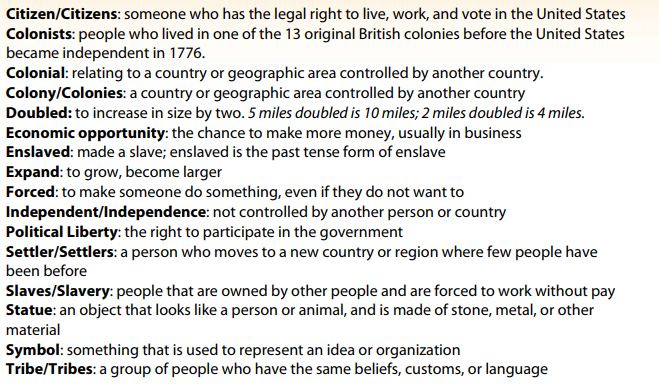 Citizen/Citizens: someone who has the legal right to live, work, and vote in the United States
Colonists: people who lived in one of the 13 original British colonies before the United States
became independent in 1776.
Colonial: relating to a country or geographic area controlled by another country.
Colony/Colonies: a country or geographic area controlled by another country
Doubled: to increase in size by two. 5 miles doubled is 10 miles; 2 miles doubled is 4 miles.
Economic opportunity: the chance to make more money, usually in business
Enslaved: made a slave; enslaved is the past tense form of enslave
Expand: to grow, become larger
Forced: to make someone do something, even if they do not want to
Independent/Independence: not controlled by another person or country
Political Liberty: the right to participate in the government
Settler/Settlers: a person who moves to a new country or region where few people have
been before
Slaves/Slavery: people that are owned by other people and are forced to work without pay
Statue: an object that looks like a person or animal, and is made of stone, metal, or other
material
Symbol: something that is used to represent an idea or organization
Tribe/Tribes: a group of people who have the same beliefs, customs, or language